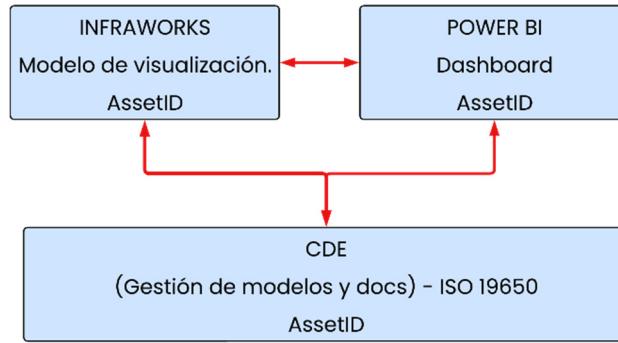 INFRAWORKS
Modelo de visualización.
AssetID
POWER BI
Dashboard
AssetID
CDE
(Gestión de modelos y docs) - ISO 19650
AssetID